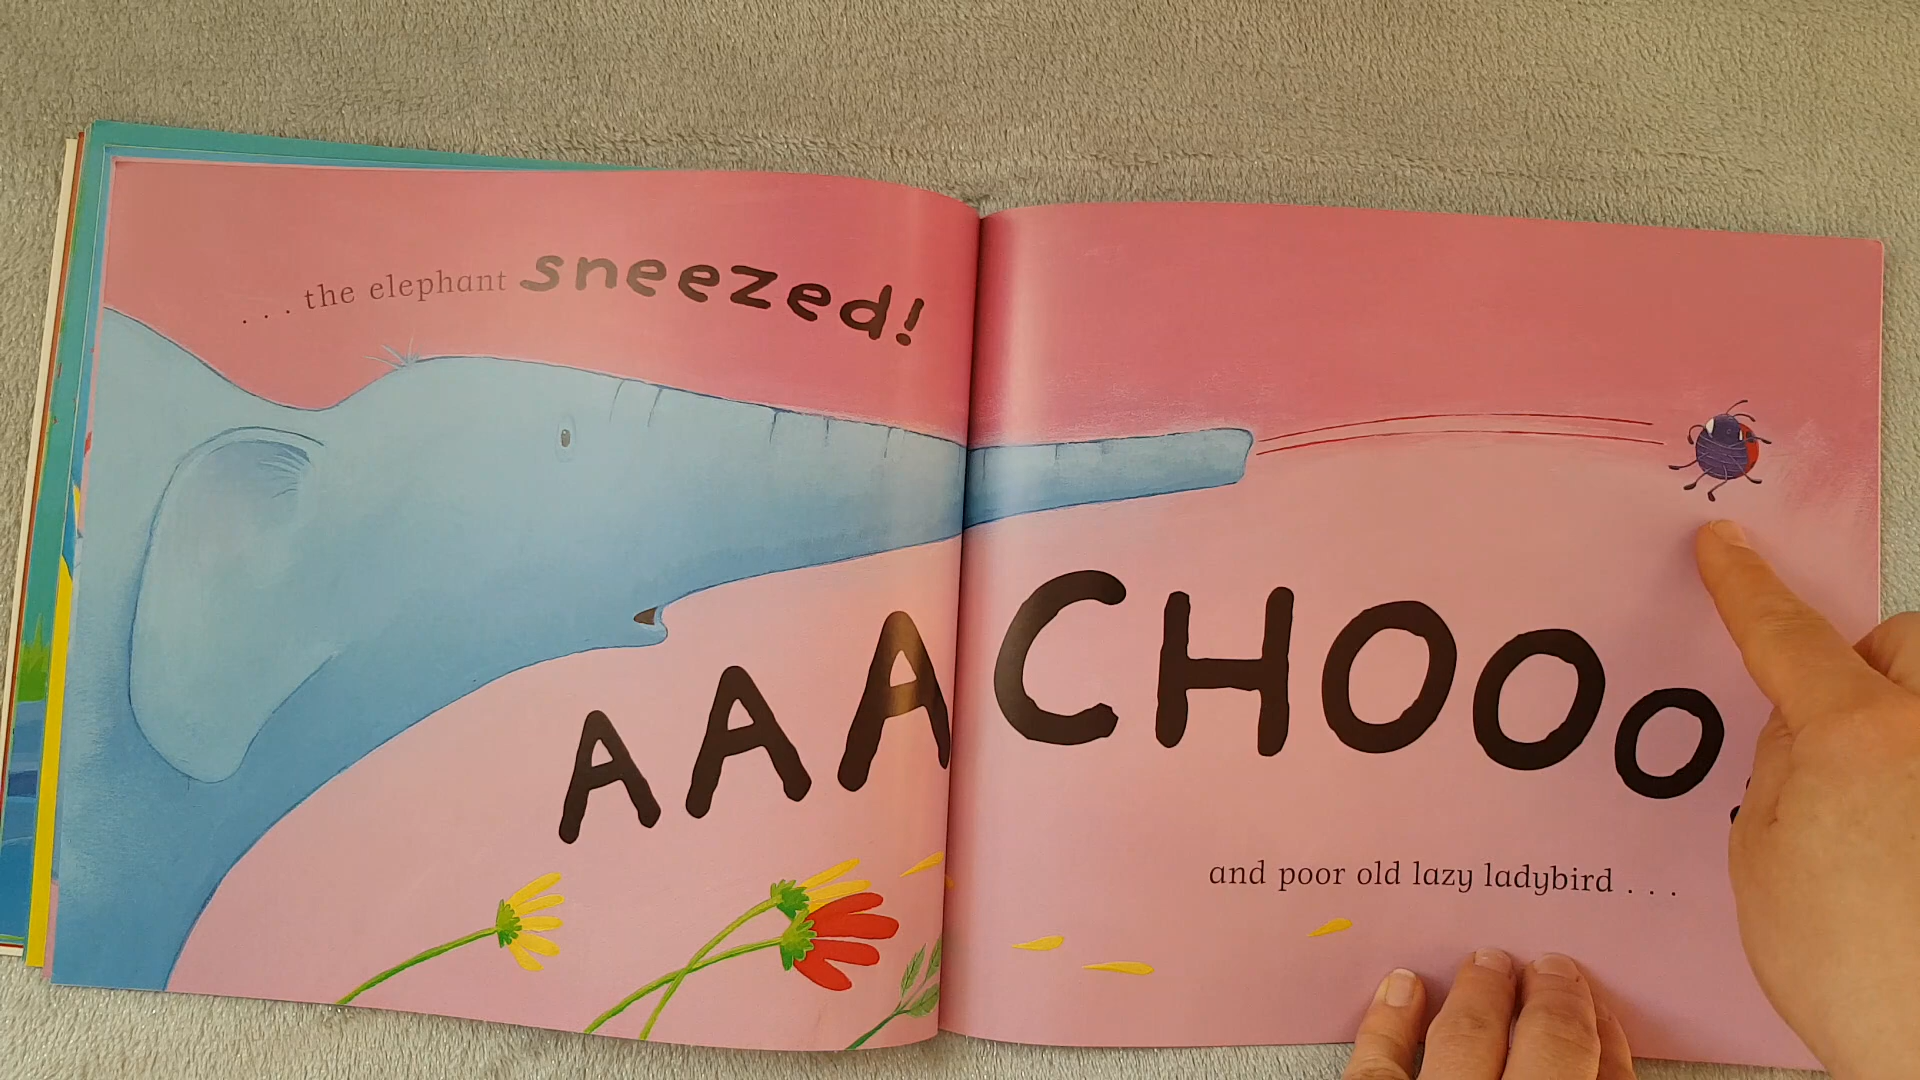 . . . the elephant sneezed!
AAACHOOO
and poor old lazy ladybird . . .